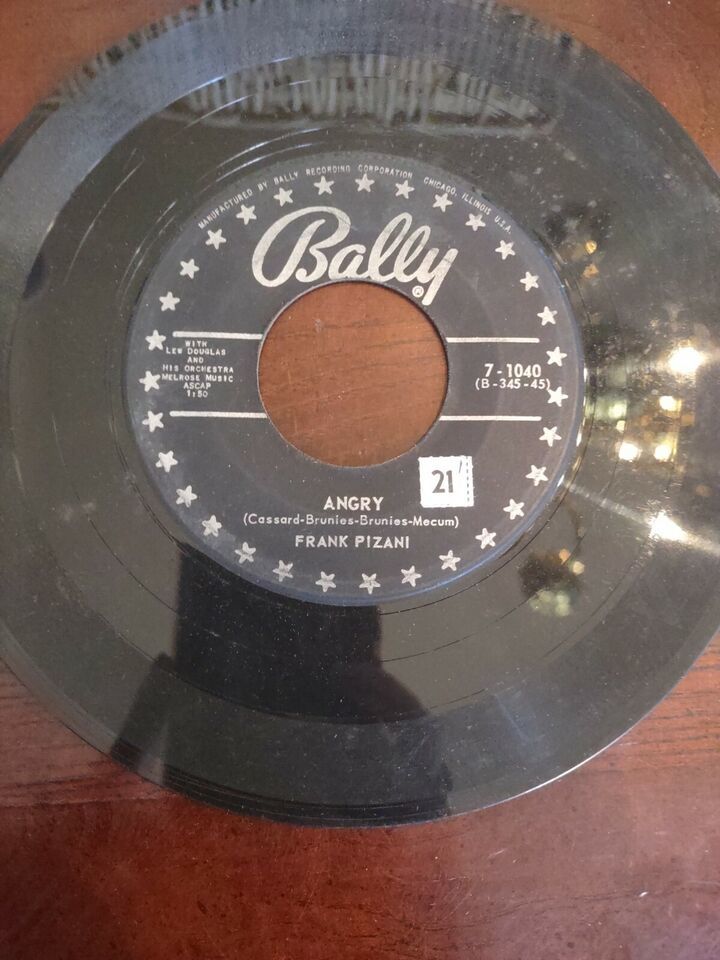 MANUFACTURED BY BALLY RECORDING CORPORATION CHICAGO, ILLINOIS U.S.A.
Bally®
WITH
LEW DOUGLAS
AND
HIS ORCHESTRA
MELROSE MUSIC
ASCAP
1:50
7-1040
(B-345-45)
21
ANGRY
(Cassard-Brunies-Brunies-Mecum)
FRANK PIZANI